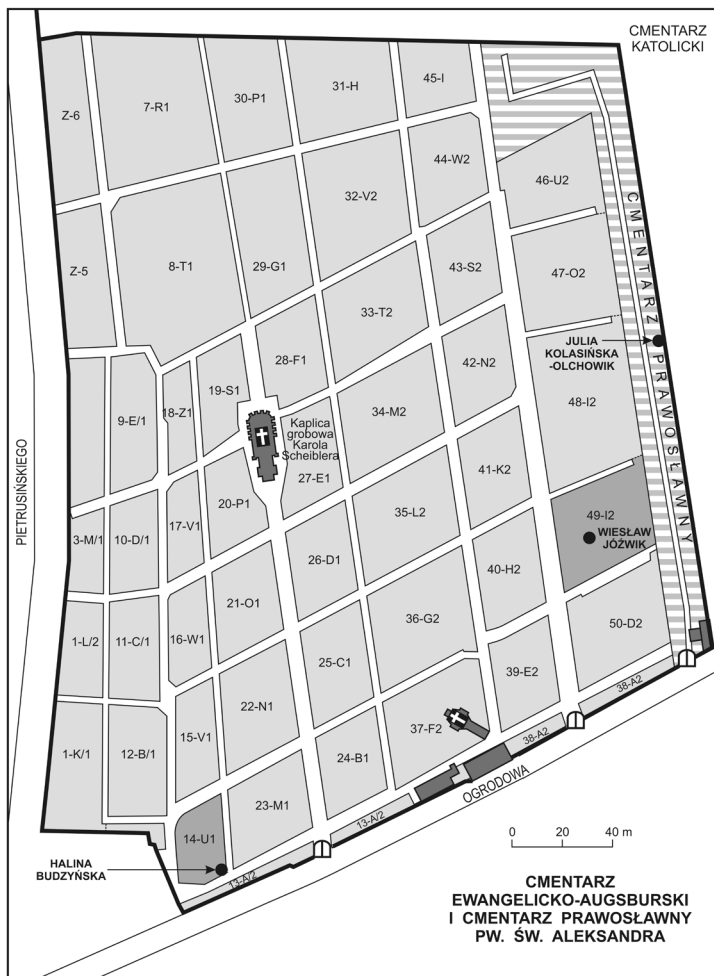 CMENTARZ
KATOLICKI
Z-6
7-R1
30-P1
31-H
45-I
44-W2
32-V2
46-U2
Z-5
8-T1
29-G1
33-T2
43-S2
47-O2
CMENTARZ PRAWOSŁAWNY
JULIA
KOLASIŃSKA
-OLCHOWIK
9-E/1
18-Z1
19-S1
28-F1
42-N2
48-I2
34-M2
Kaplica
grobowa
Karola
Scheiblera
27-E1
41-K2
PIETRUSIŃSKIEGO
3-M/1
10-D/1
17-V1
20-P1
35-L2
49-I2
WIESŁAW
JÓŹWIK
26-D1
40-H2
21-O1
36-G2
1-L/2
11-C/1
16-W1
25-C1
50-D2
39-E2
38-A2
22-N1
15-V1
37-F2
1-K/1
12-B/1
24-B1
38-A2
OGRODOWA
23-M1
13-A/2
14-U1
13-A/2
HALINA
BUDZYŃSKA
0 20 40 m
CMENTARZ
EWANGELICKO-AUGSBURSKI
I CMENTARZ PRAWOSŁAWNY
PW. ŚW. ALEKSANDRA